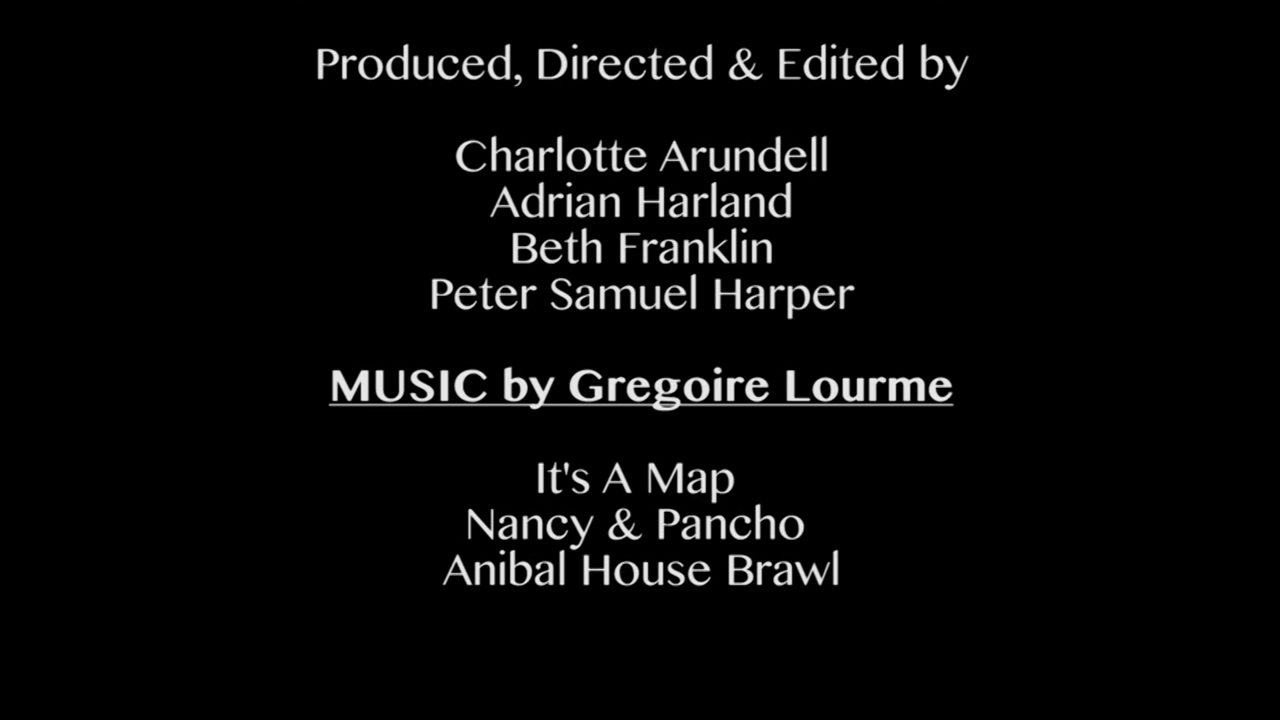 Produced, Directed & Edited by
Charlotte Arundell
Adrian Harland
Beth Franklin
Peter Samuel Harper
MUSIC by Gregoire Lourme
It's A Map
Nancy & Pancho
Anibal House Brawl